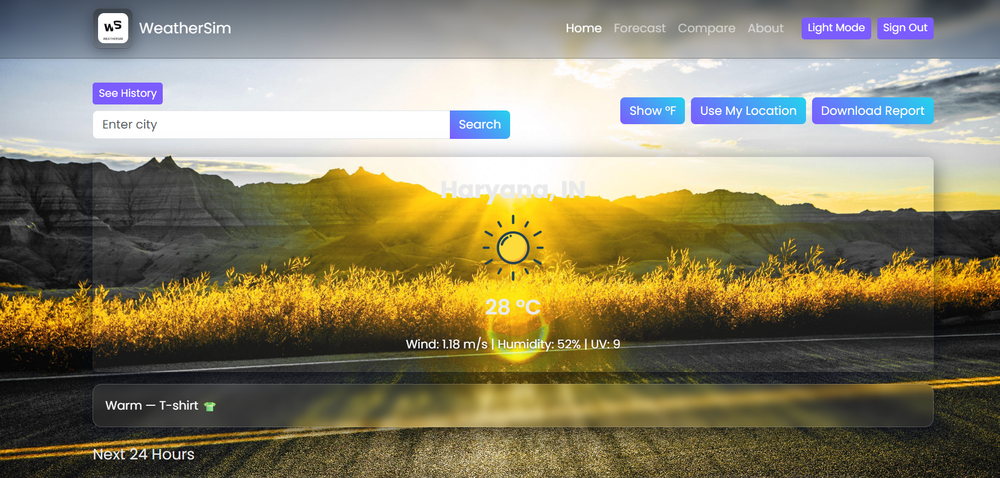 WS
WEATHERSIM
WeatherSim
Home Forecast Compare About Light Mode Sign Out
See History
Enter city Search
Show °F Use My Location Download Report
Haryana, IN
28 °C
Wind: 1.18 m/s | Humidity: 52% | UV: 9
Warm — T-shirt 👕
Next 24 Hours